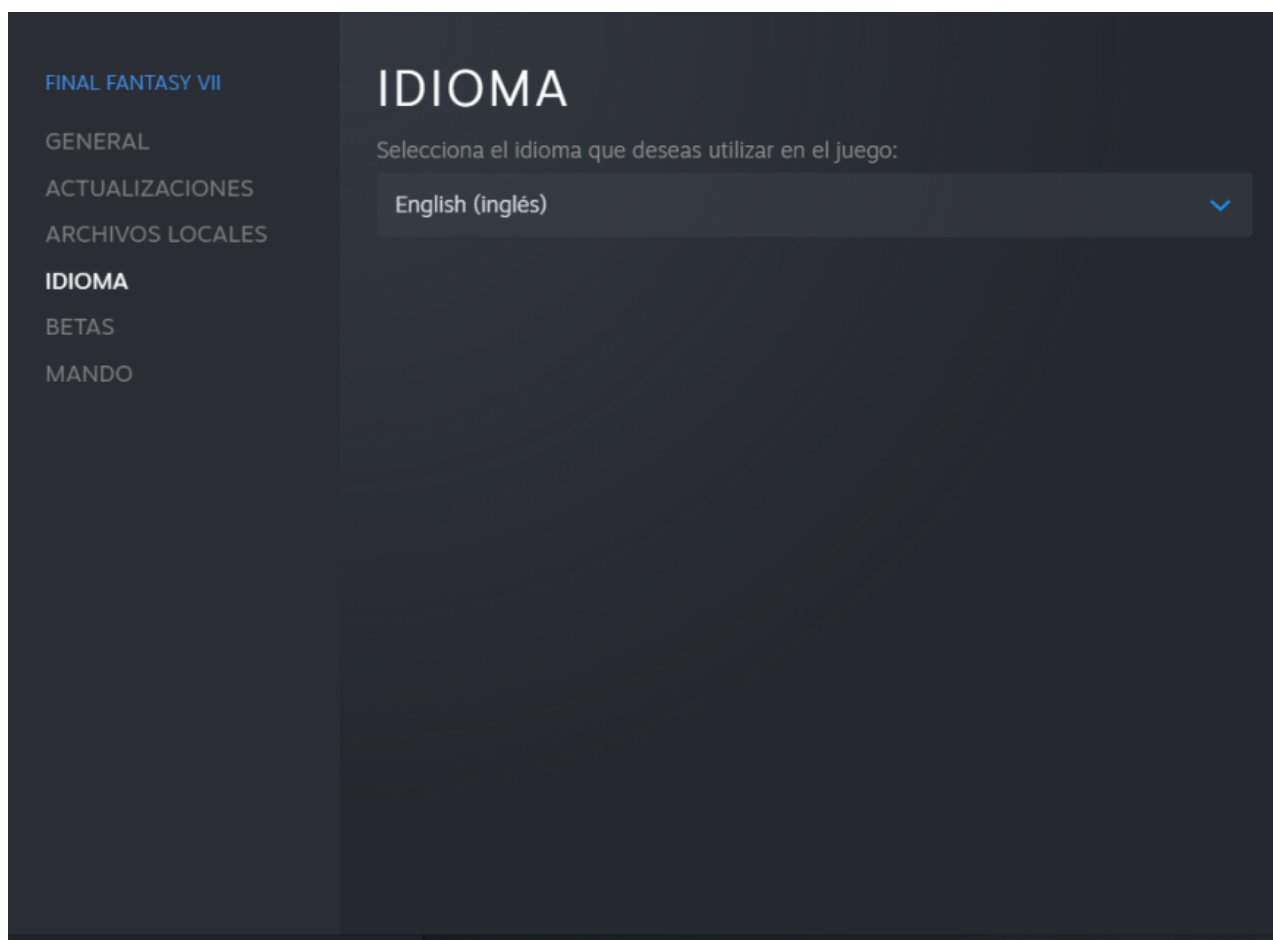 FINAL FANTASY VII
GENERAL
ACTUALIZACIONES
ARCHIVOS LOCALES
IDIOMA
BETAS
MANDO
IDIOMA
Selecciona el idioma que deseas utilizar en el juego:
English (inglés)